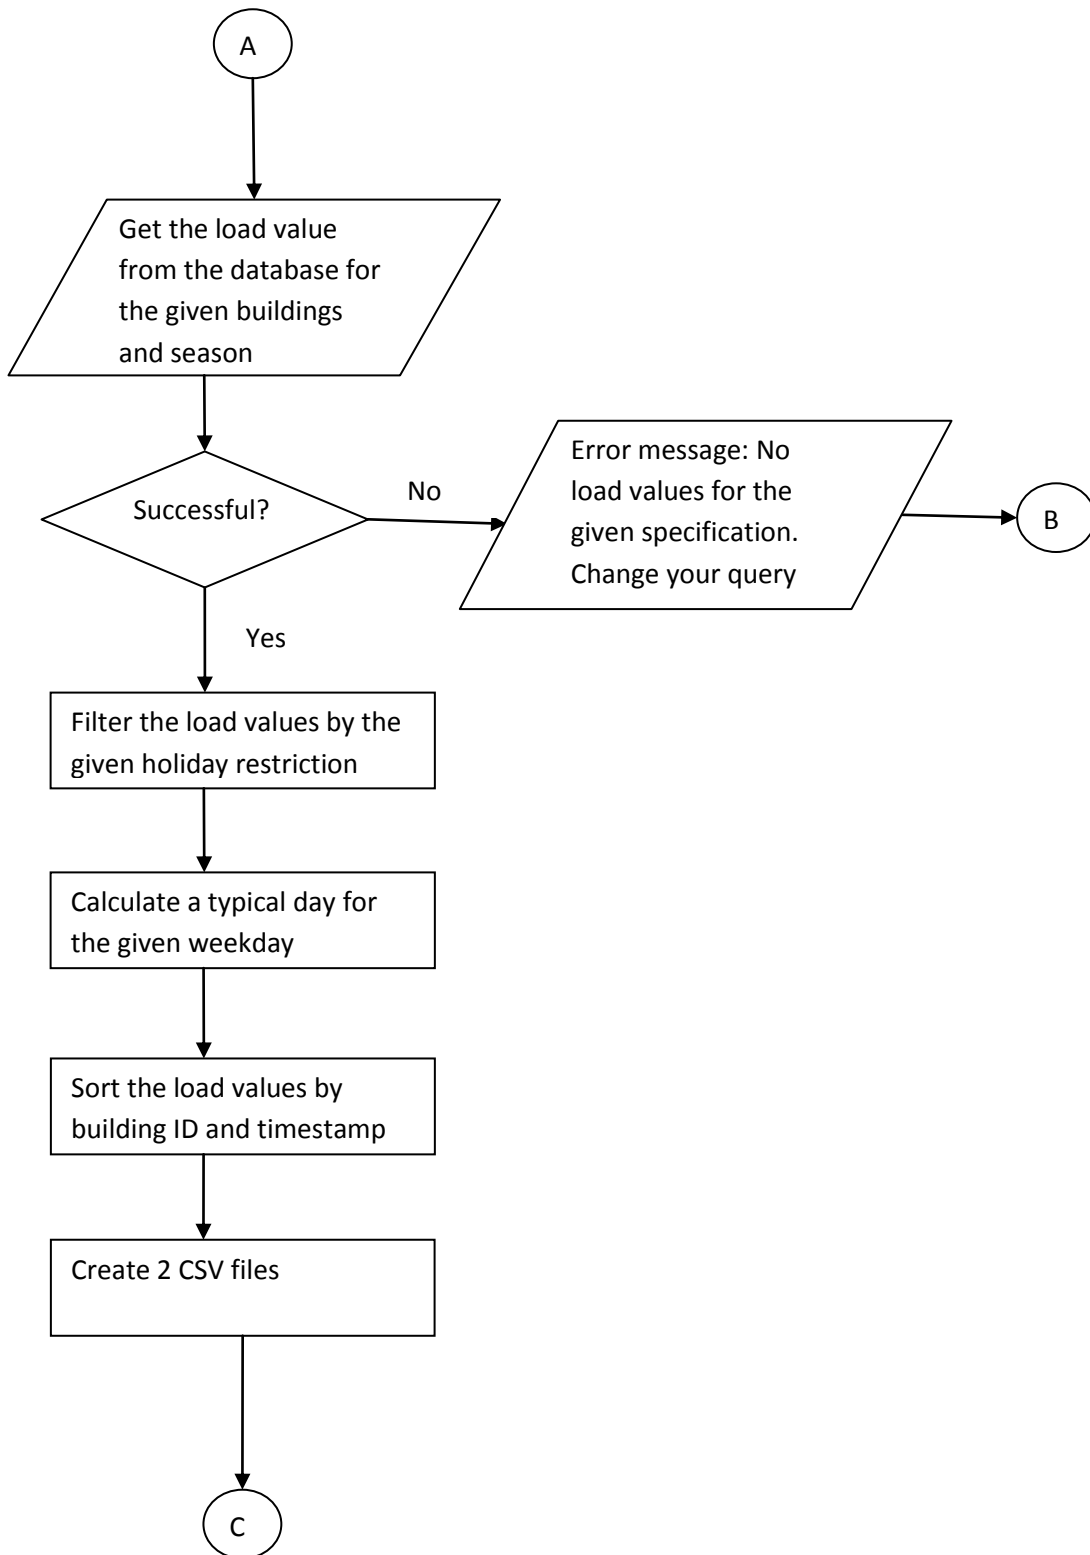 A
Get the load value
from the database for
the given buildings
and season
Successful?
No
Error message: No
load values for the
given specification.
Change your query
B
Yes
Filter the load values by the
given holiday restriction
Calculate a typical day for
the given weekday
Sort the load values by
building ID and timestamp
Create 2 CSV files
C